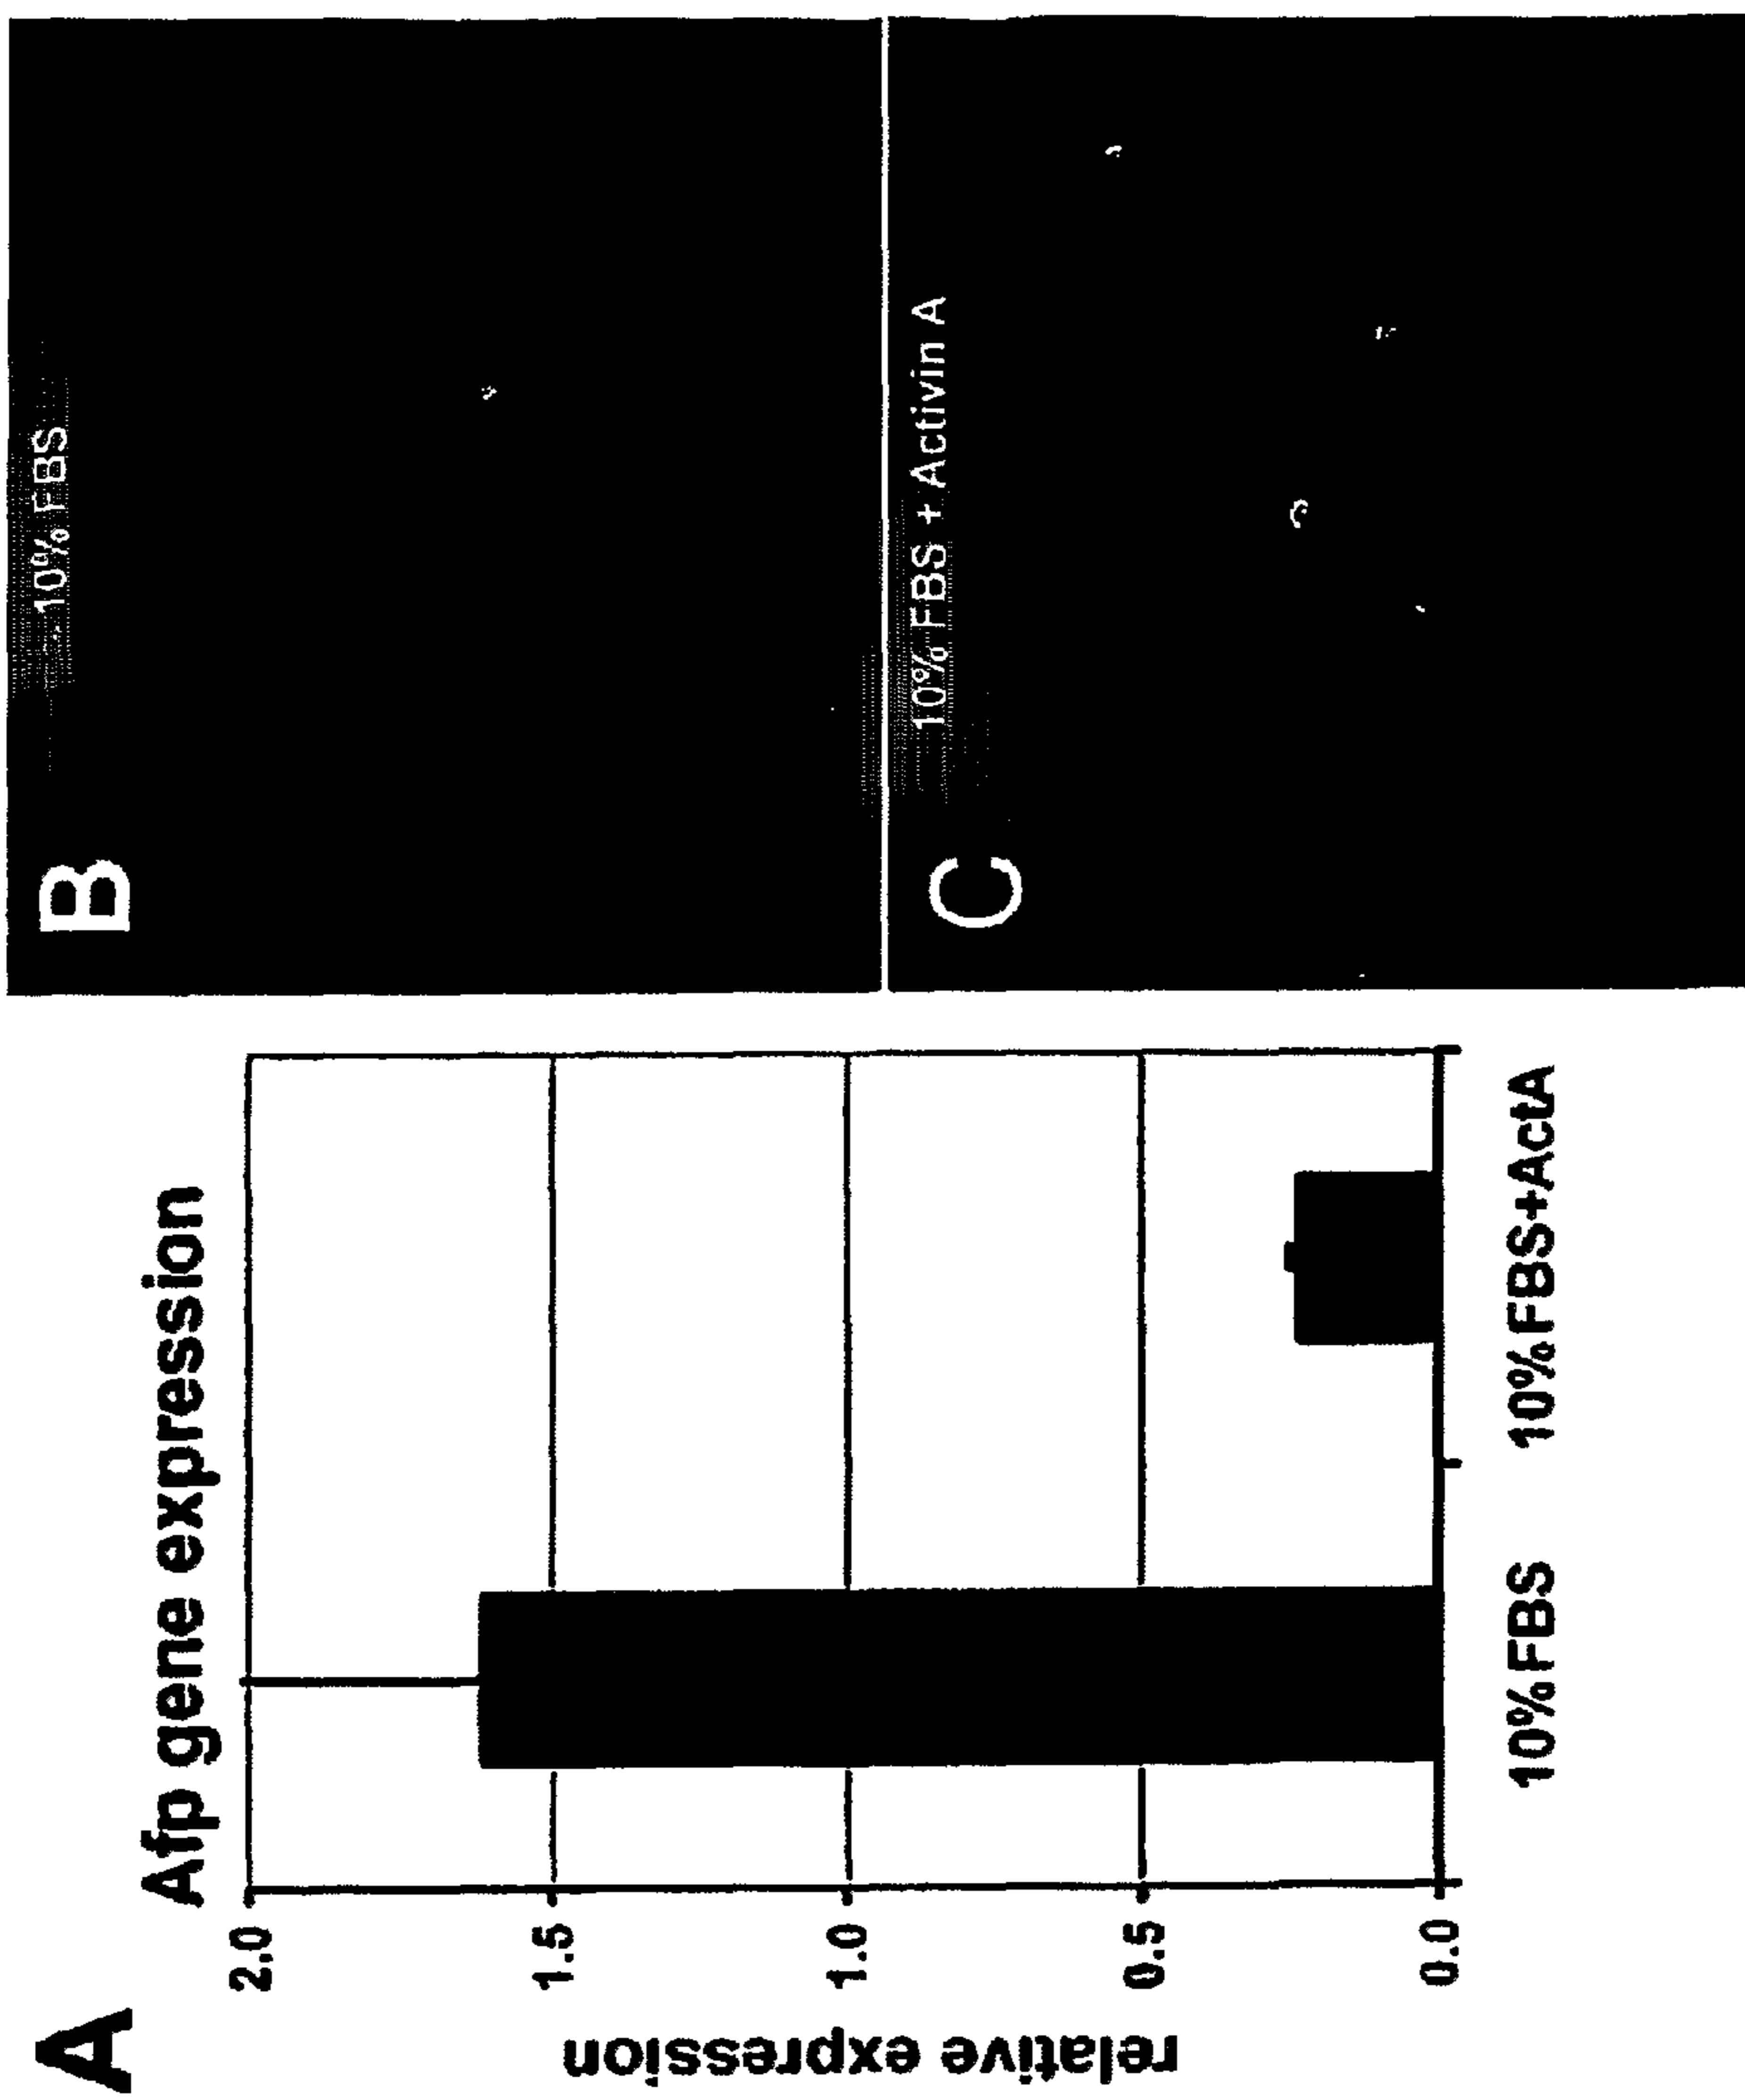 A
Afp gene expression
relative expression
2.0
1.5
1.0
0.5
0.0
10%FBS
10%FBS+ActA
B
10% FBS
C
10% FBS + Activin A